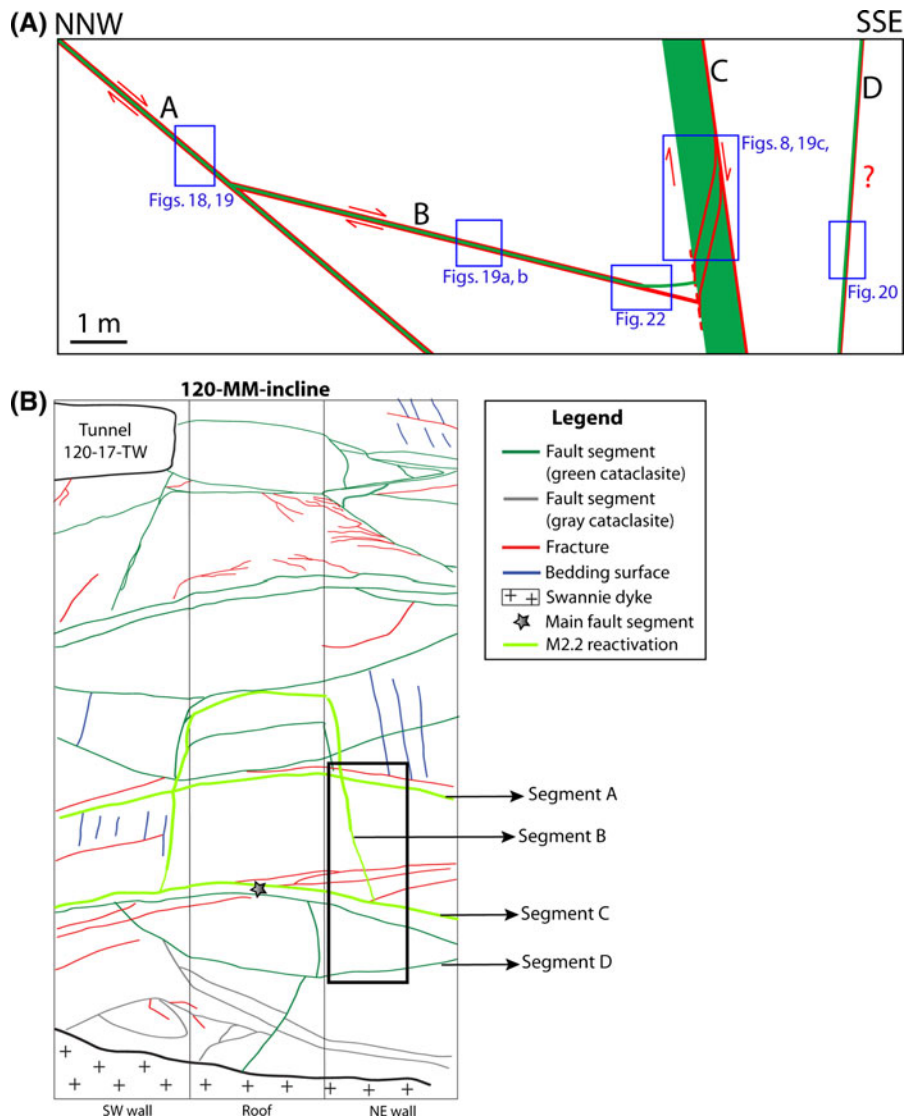 (A)
NNW
SSE
A
B
C
D
?
Figs. 18, 19
Figs. 19a, b
Fig. 22
Figs. 8, 19c,
Fig. 20
1 m
(B)
120-MM-incline
Tunnel
120-17-TW
Legend
Fault segment
(green cataclasite)
Fault segment
(gray cataclasite)
Fracture
Bedding surface
Swannie dyke
Main fault segment
M2.2 reactivation
Segment A
Segment B
Segment C
Segment D
SW wall
Roof
NE wall